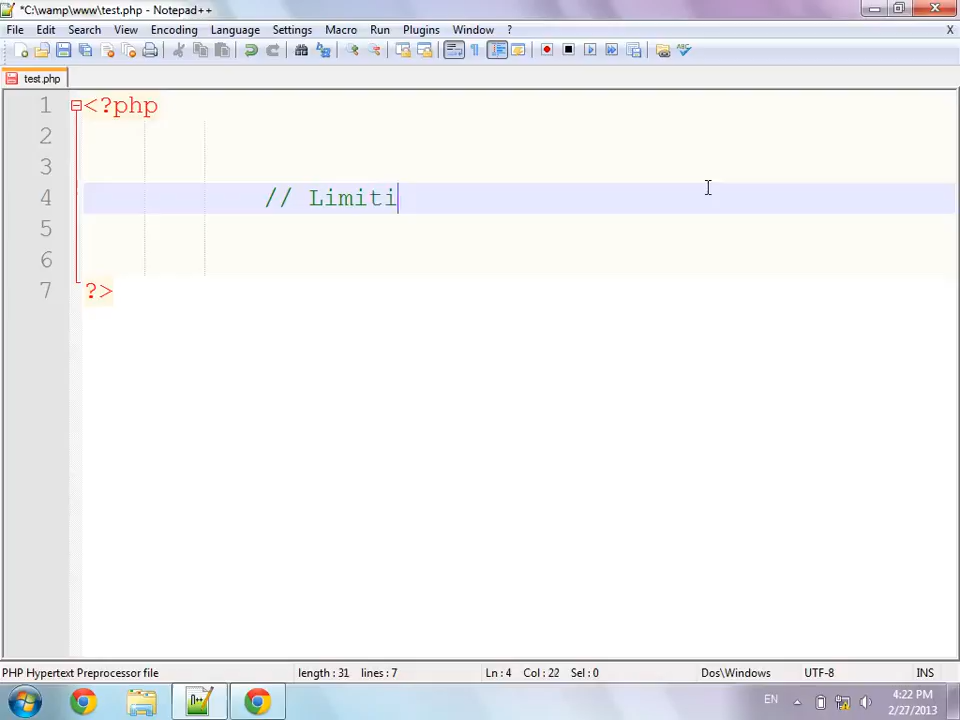 *C:\wamp\www\test.php - Notepad++
File Edit Search View Encoding Language Settings Macro Run Plugins Window ? X
test.php
1 <?php
2
3
4 // Limiti
5
6
7 ?>
PHP Hypertext Preprocessor file length : 31 lines : 7 Ln : 4 Col : 22 Sel : 0 Dos\Windows UTF-8 INS
EN 4:22 PM
2/27/2013